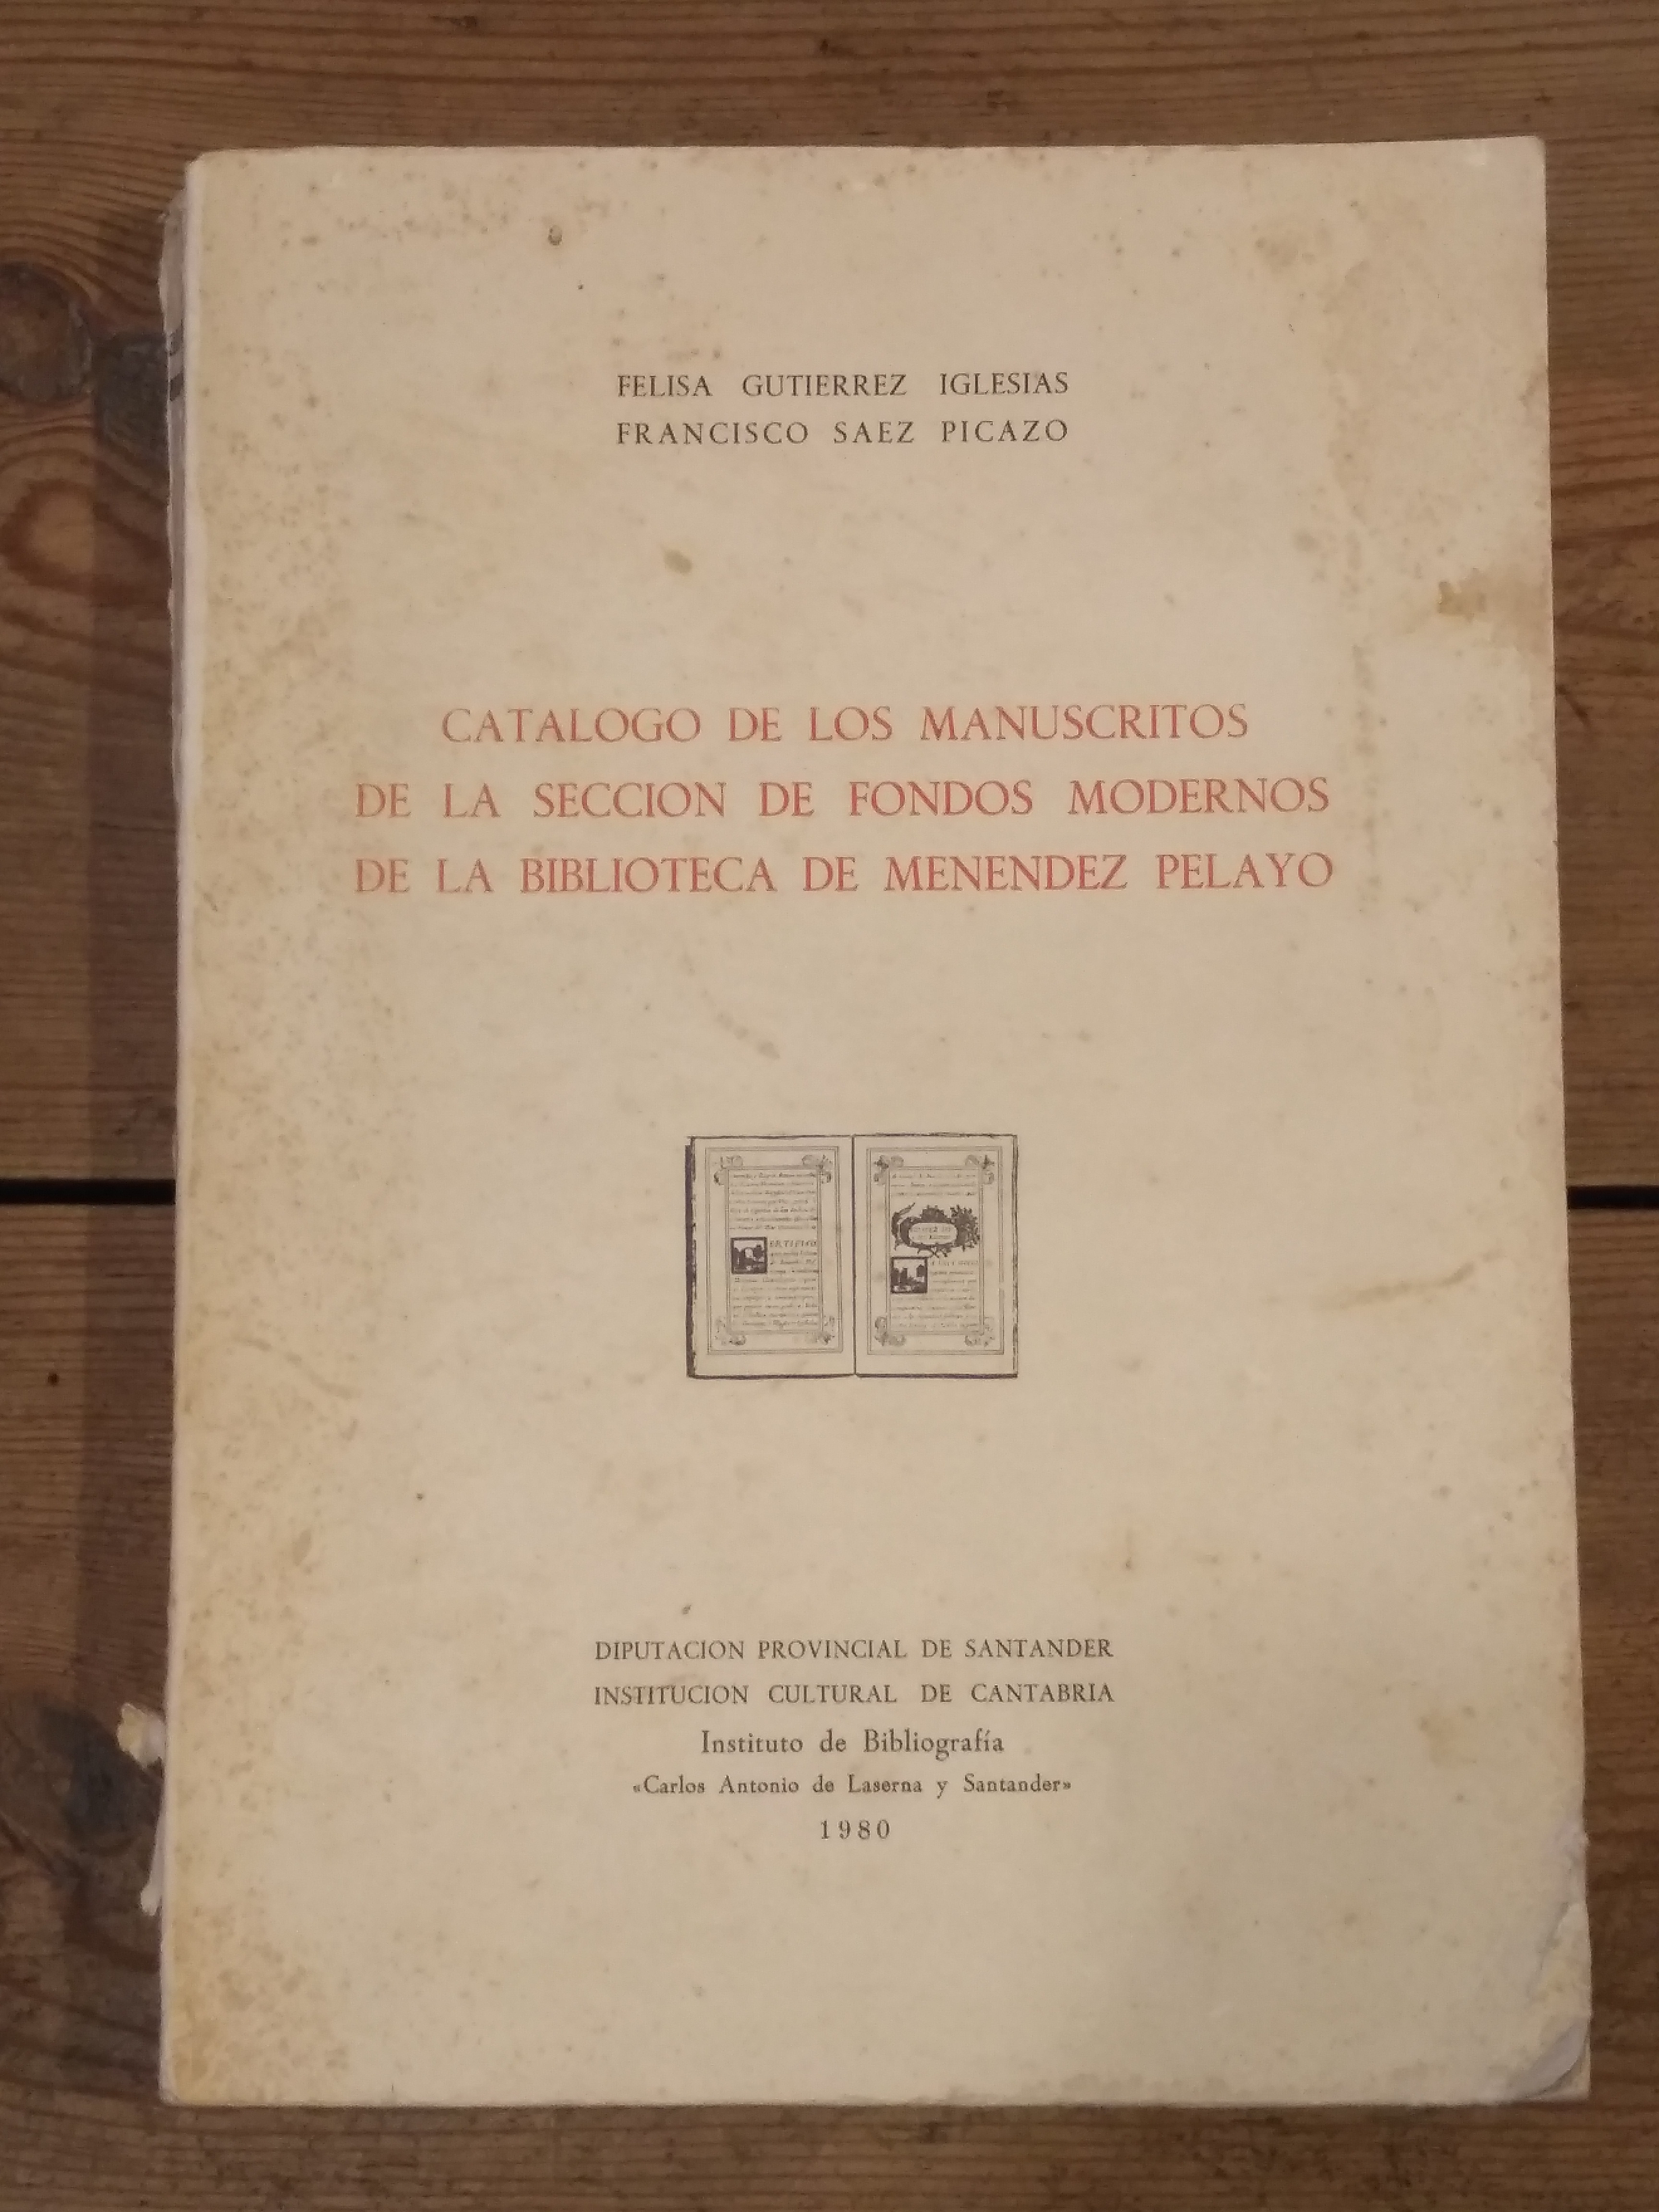 FELISA GUTIERREZ IGLESIAS
FRANCISCO SAEZ PICAZO
CATALOGO DE LOS MANUSCRITOS
DE LA SECCION DE FONDOS MODERNOS
DE LA BIBLIOTECA DE MENENDEZ PELAYO
DIPUTACION PROVINCIAL DE SANTANDER
INSTITUCION CULTURAL DE CANTABRIA
Instituto de Bibliografía
«Carlos Antonio de Laserna y Santander»
1980